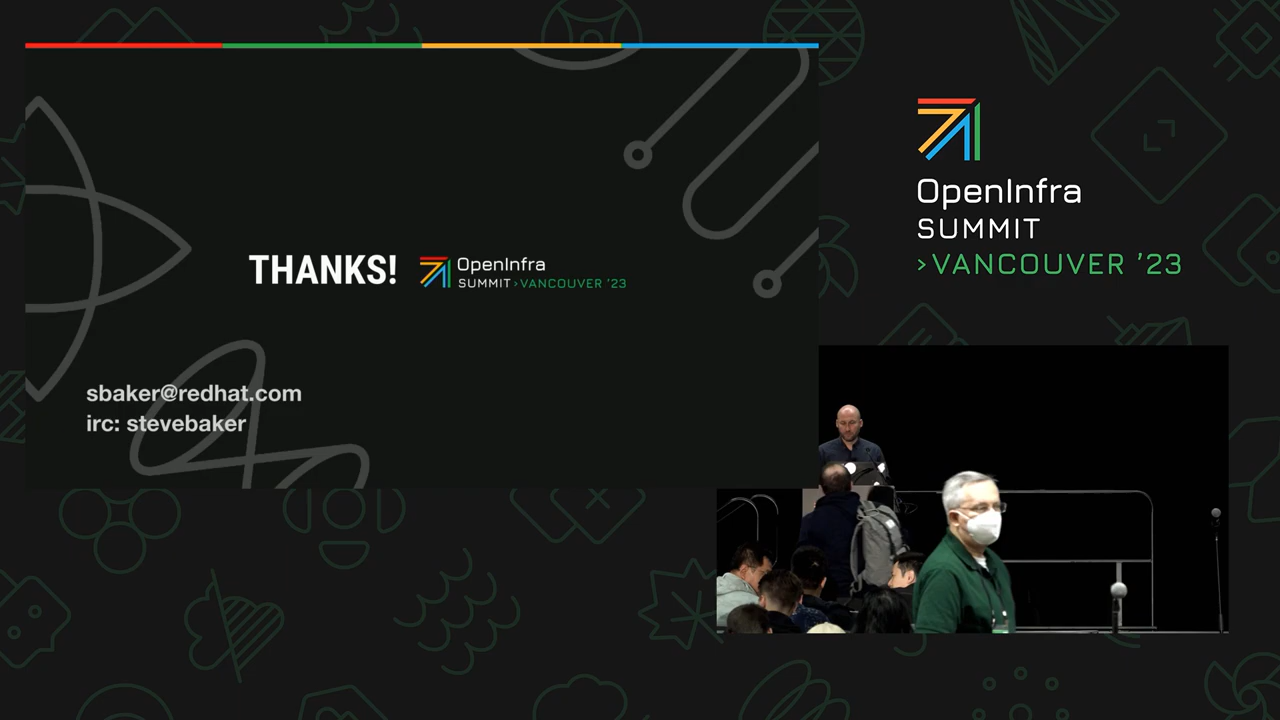 THANKS!
OpenInfra
SUMMIT>VANCOUVER '23
sbaker@redhat.com
irc: stevebaker
OpenInfra
SUMMIT
>VANCOUVER '23